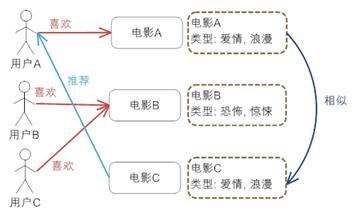 喜欢
电影A
电影A
类型: 爱情, 浪漫
用户A
推荐
相似
喜欢
电影B
电影B
类型: 恐怖, 惊悚
用户B
喜欢
电影C
电影C
类型: 爱情, 浪漫
用户C